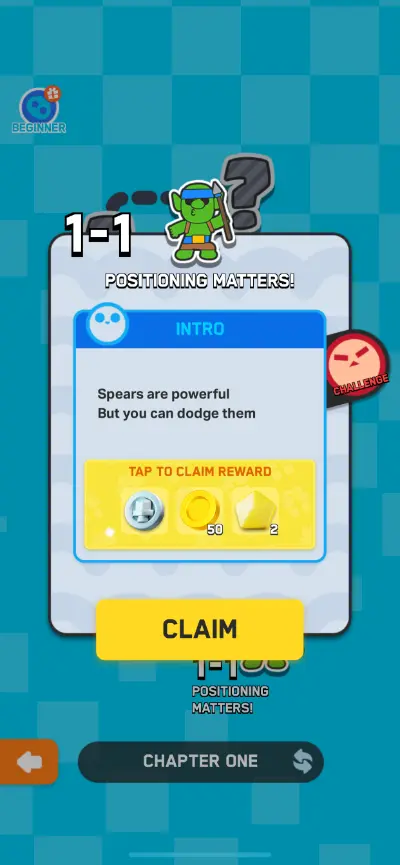 BEGINNER
1-1
POSITIONING MATTERS!
INTRO
CHALLENGE
Spears are powerful
But you can dodge them
TAP TO CLAIM REWARD
50
2
CLAIM
1-1
POSITIONING
MATTERS!
CHAPTER ONE